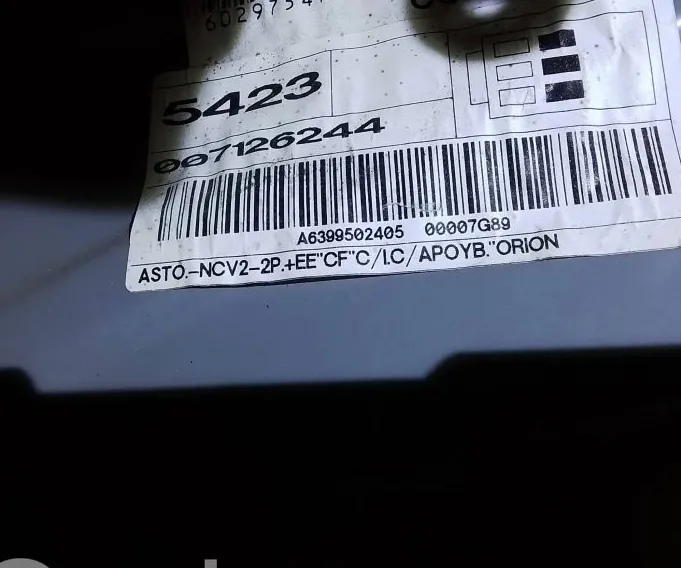 5423
007126244
A6399502405 00007G89
ASTO.-NCV2-2P.+EE"CF"C/I.C/APOYB."ORION